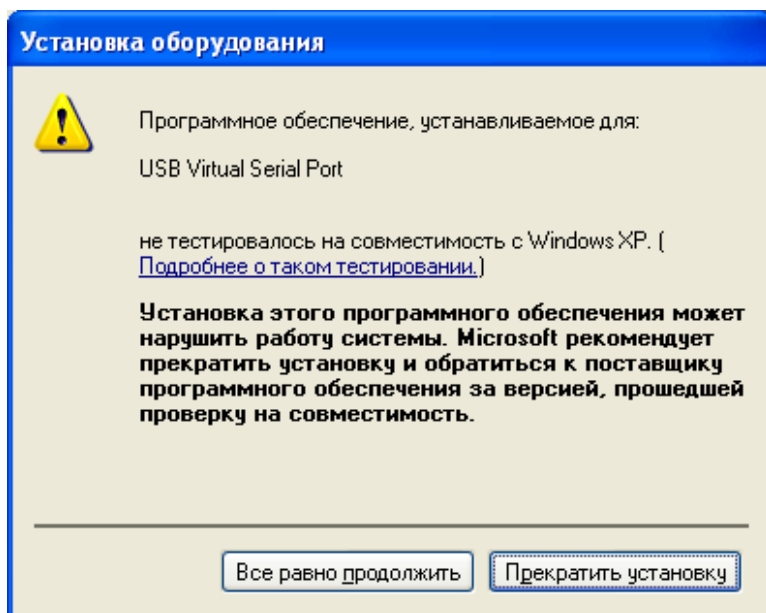 Установка оборудования
Программное обеспечение, устанавливаемое для:
USB Virtual Serial Port
не тестировалось на совместимость с Windows XP. (
Подробнее о таком тестировании.)
Установка этого программного обеспечения может
нарушить работу системы. Microsoft рекомендует
прекратить установку и обратиться к поставщику
программного обеспечения за версией, прошедшей
проверку на совместимость.
Все равно продолжить
Прекратить установку